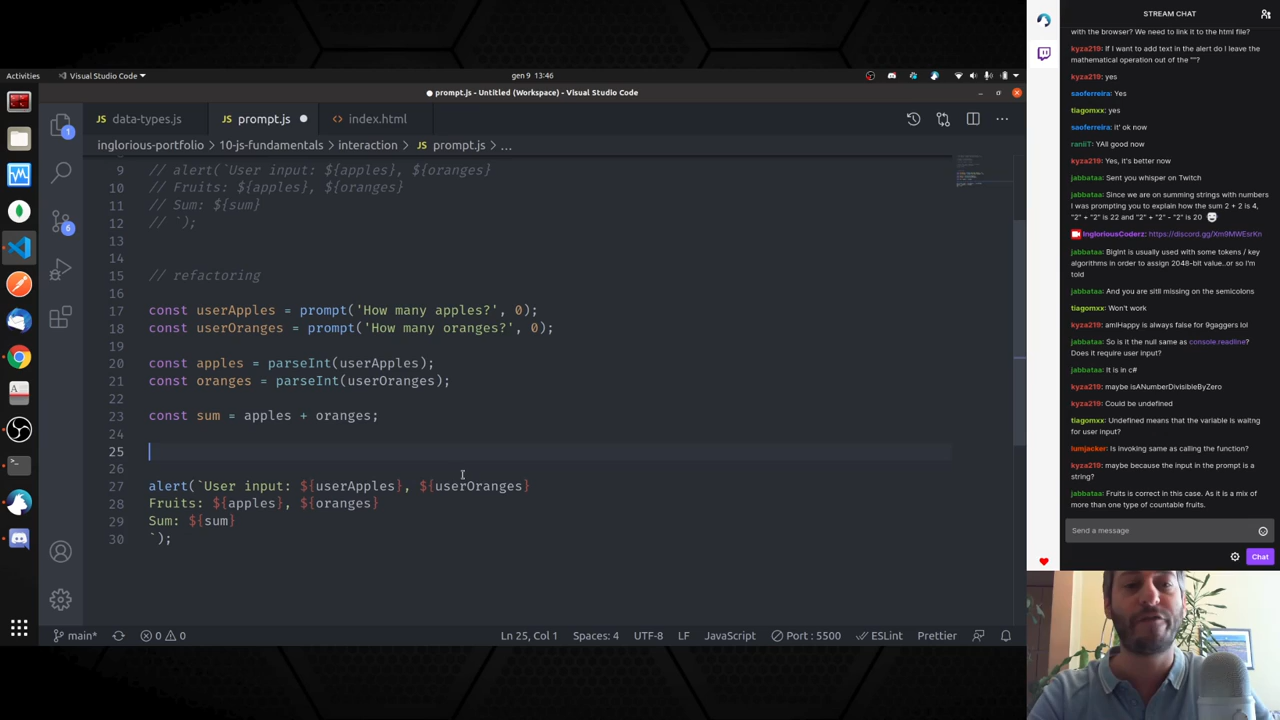 Activities
Visual Studio Code
gen 9 13:46
● prompt.js - Untitled (Workspace) - Visual Studio Code
JS data-types.js
JS prompt.js ●
<> index
inglorious-portfolio > 10-js-fundamentals > interaction > JS prompt.js > ...
// alert(`User input: ${apples}, ${oranges}
10 // Fruits: ${apples}, ${oranges}
11 // Sum: ${sum}
12 // `);
13
14
15 // refactoring
16
17 const userApples = prompt('How many apples?', 0);
18 const userOranges = prompt('How many oranges?', 0);
19
20 const apples = parseInt(userApples);
21 const oranges = parseInt(userOranges);
22
23 const sum = apples + oranges;
24
25
26
27 alert(`User input: ${userApples}, ${userOranges}
28 Fruits: ${apples}, ${oranges}
29 Sum: ${sum}
30 `);
1
6
main*
0 0
Ln 25, Col 1
Spaces: 4
UTF-8
LF
JavaScript
Port : 5500
ESLint
Prettier
STREAM CHAT
with the browser? We need to link it to the html file?
kyza219: If I want to add text in the alert do I leave the
mathematical operation out of the ""?
kyza219: yes
saoferreira: Yes
tiagomxx: yes
saoferreira: it' ok now
raniiT: YAll good now
kyza219: Yes, it's better now
jabbataa: Sent you whisper on Twitch
jabbataa: Since we are on summing strings with numbers
I was prompting you to explain how the sum 2 + 2 is 4,
"2" + "2" is 22 and "2" + "2" - "2" is 20
IngloriousCoderz: https://discord.gg/Xm9MWEsrKn
jabbataa: BigInt is usually used with some tokens / key
algorithms in order to assign 2048-bit value..or so I'm
told
jabbataa: And you are sitll missing on the semicolons
tiagomxx: Won't work
kyza219: amIHappy is always false for 9gaggers lol
jabbataa: So is it the null same as console.readline?
Does it require user input?
jabbataa: It is in c#
kyza219: maybe isANumberDivisibleByZero
kyza219: Could be undefined
tiagomxx: Undefined means that the variable is waitng
for user input?
lumjacker: Is invoking same as calling the function?
kyza219: maybe because the input in the prompt is a
string?
jabbataa: Fruits is correct in this case. As it is a mix of
more than one type of countable fruits.
Send a message
Chat